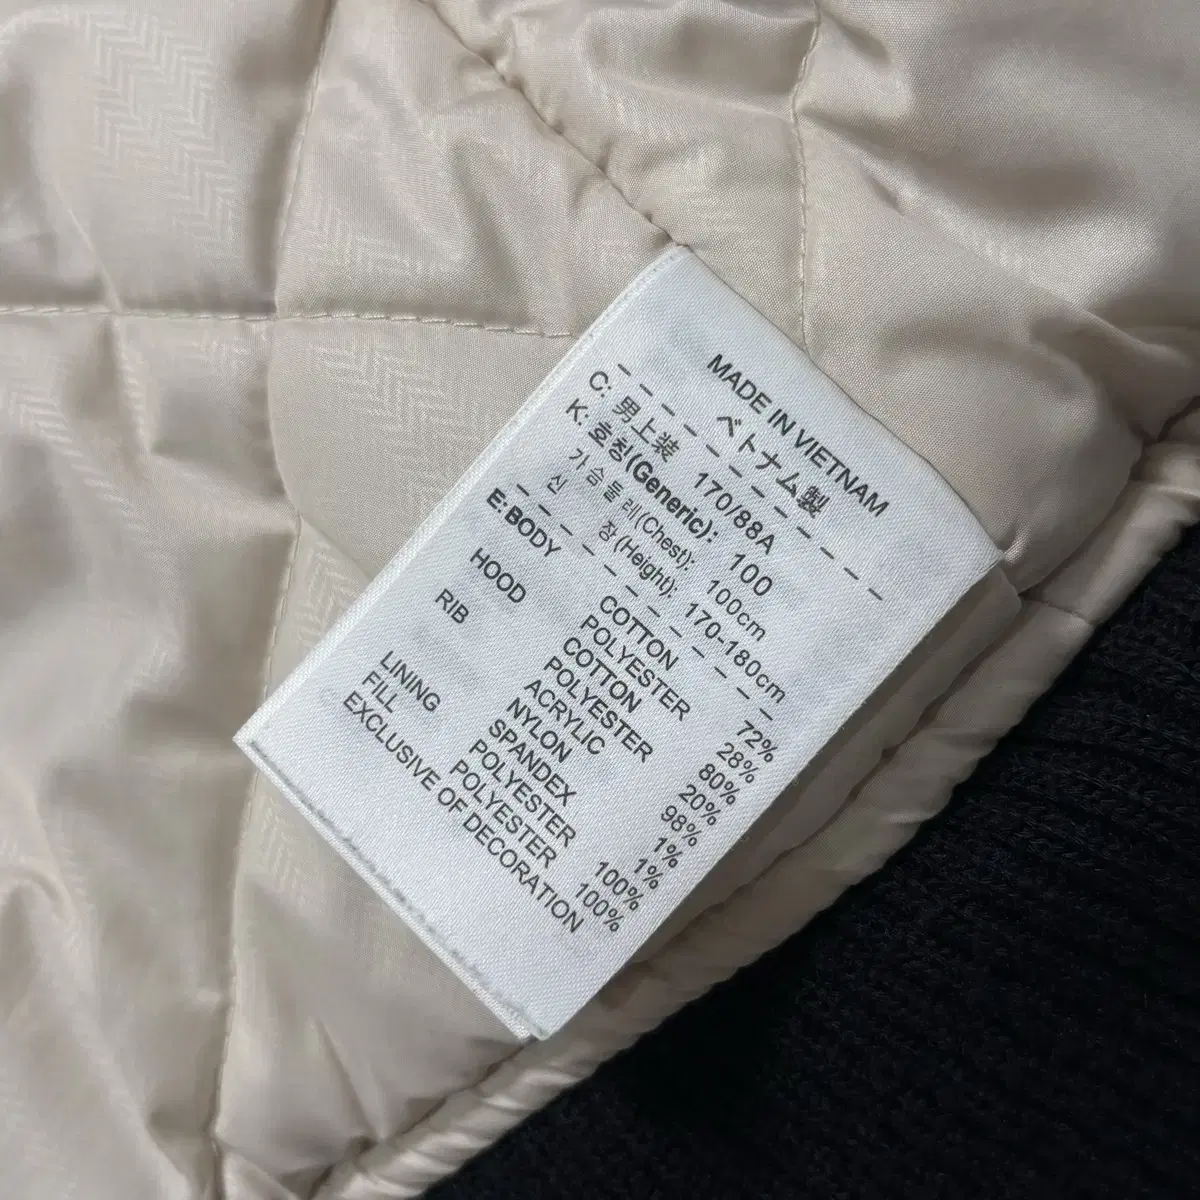 MADE IN VIETNAM
ベトナム製
C: 男上装 170/88A
K: 호칭(Generic): 100
가슴둘레(Chest): 100cm
신 장(Height): 170-180cm
E: BODY COTTON 72%
POLYESTER 28%
HOOD COTTON 80%
POLYESTER 20%
RIB ACRYLIC 98%
NYLON 1%
SPANDEX 1%
LINING POLYESTER 100%
FILL POLYESTER 100%
EXCLUSIVE OF DECORATION